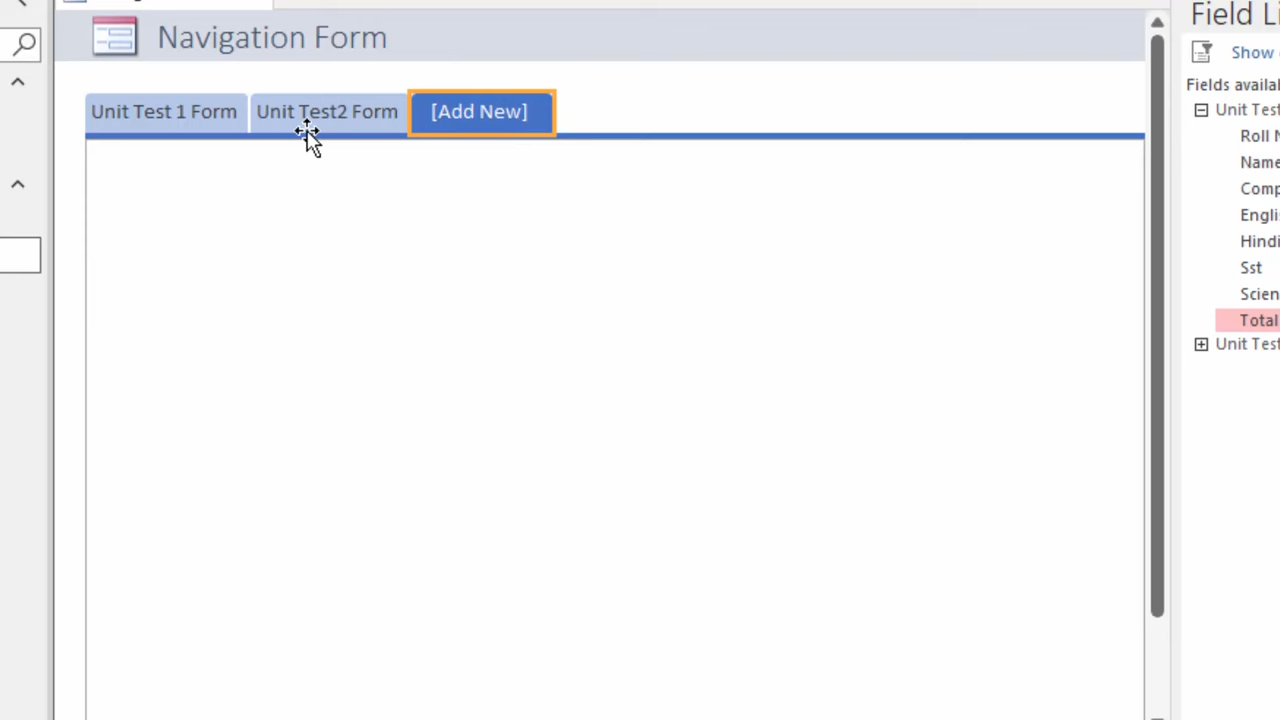 Navigation Form
Unit Test 1 Form
Unit Test2 Form
[Add New]
Field Li
Show
Fields availa
Unit Test
Roll N
Name
Comp
Englis
Hindi
Sst
Scien
Total
Unit Test